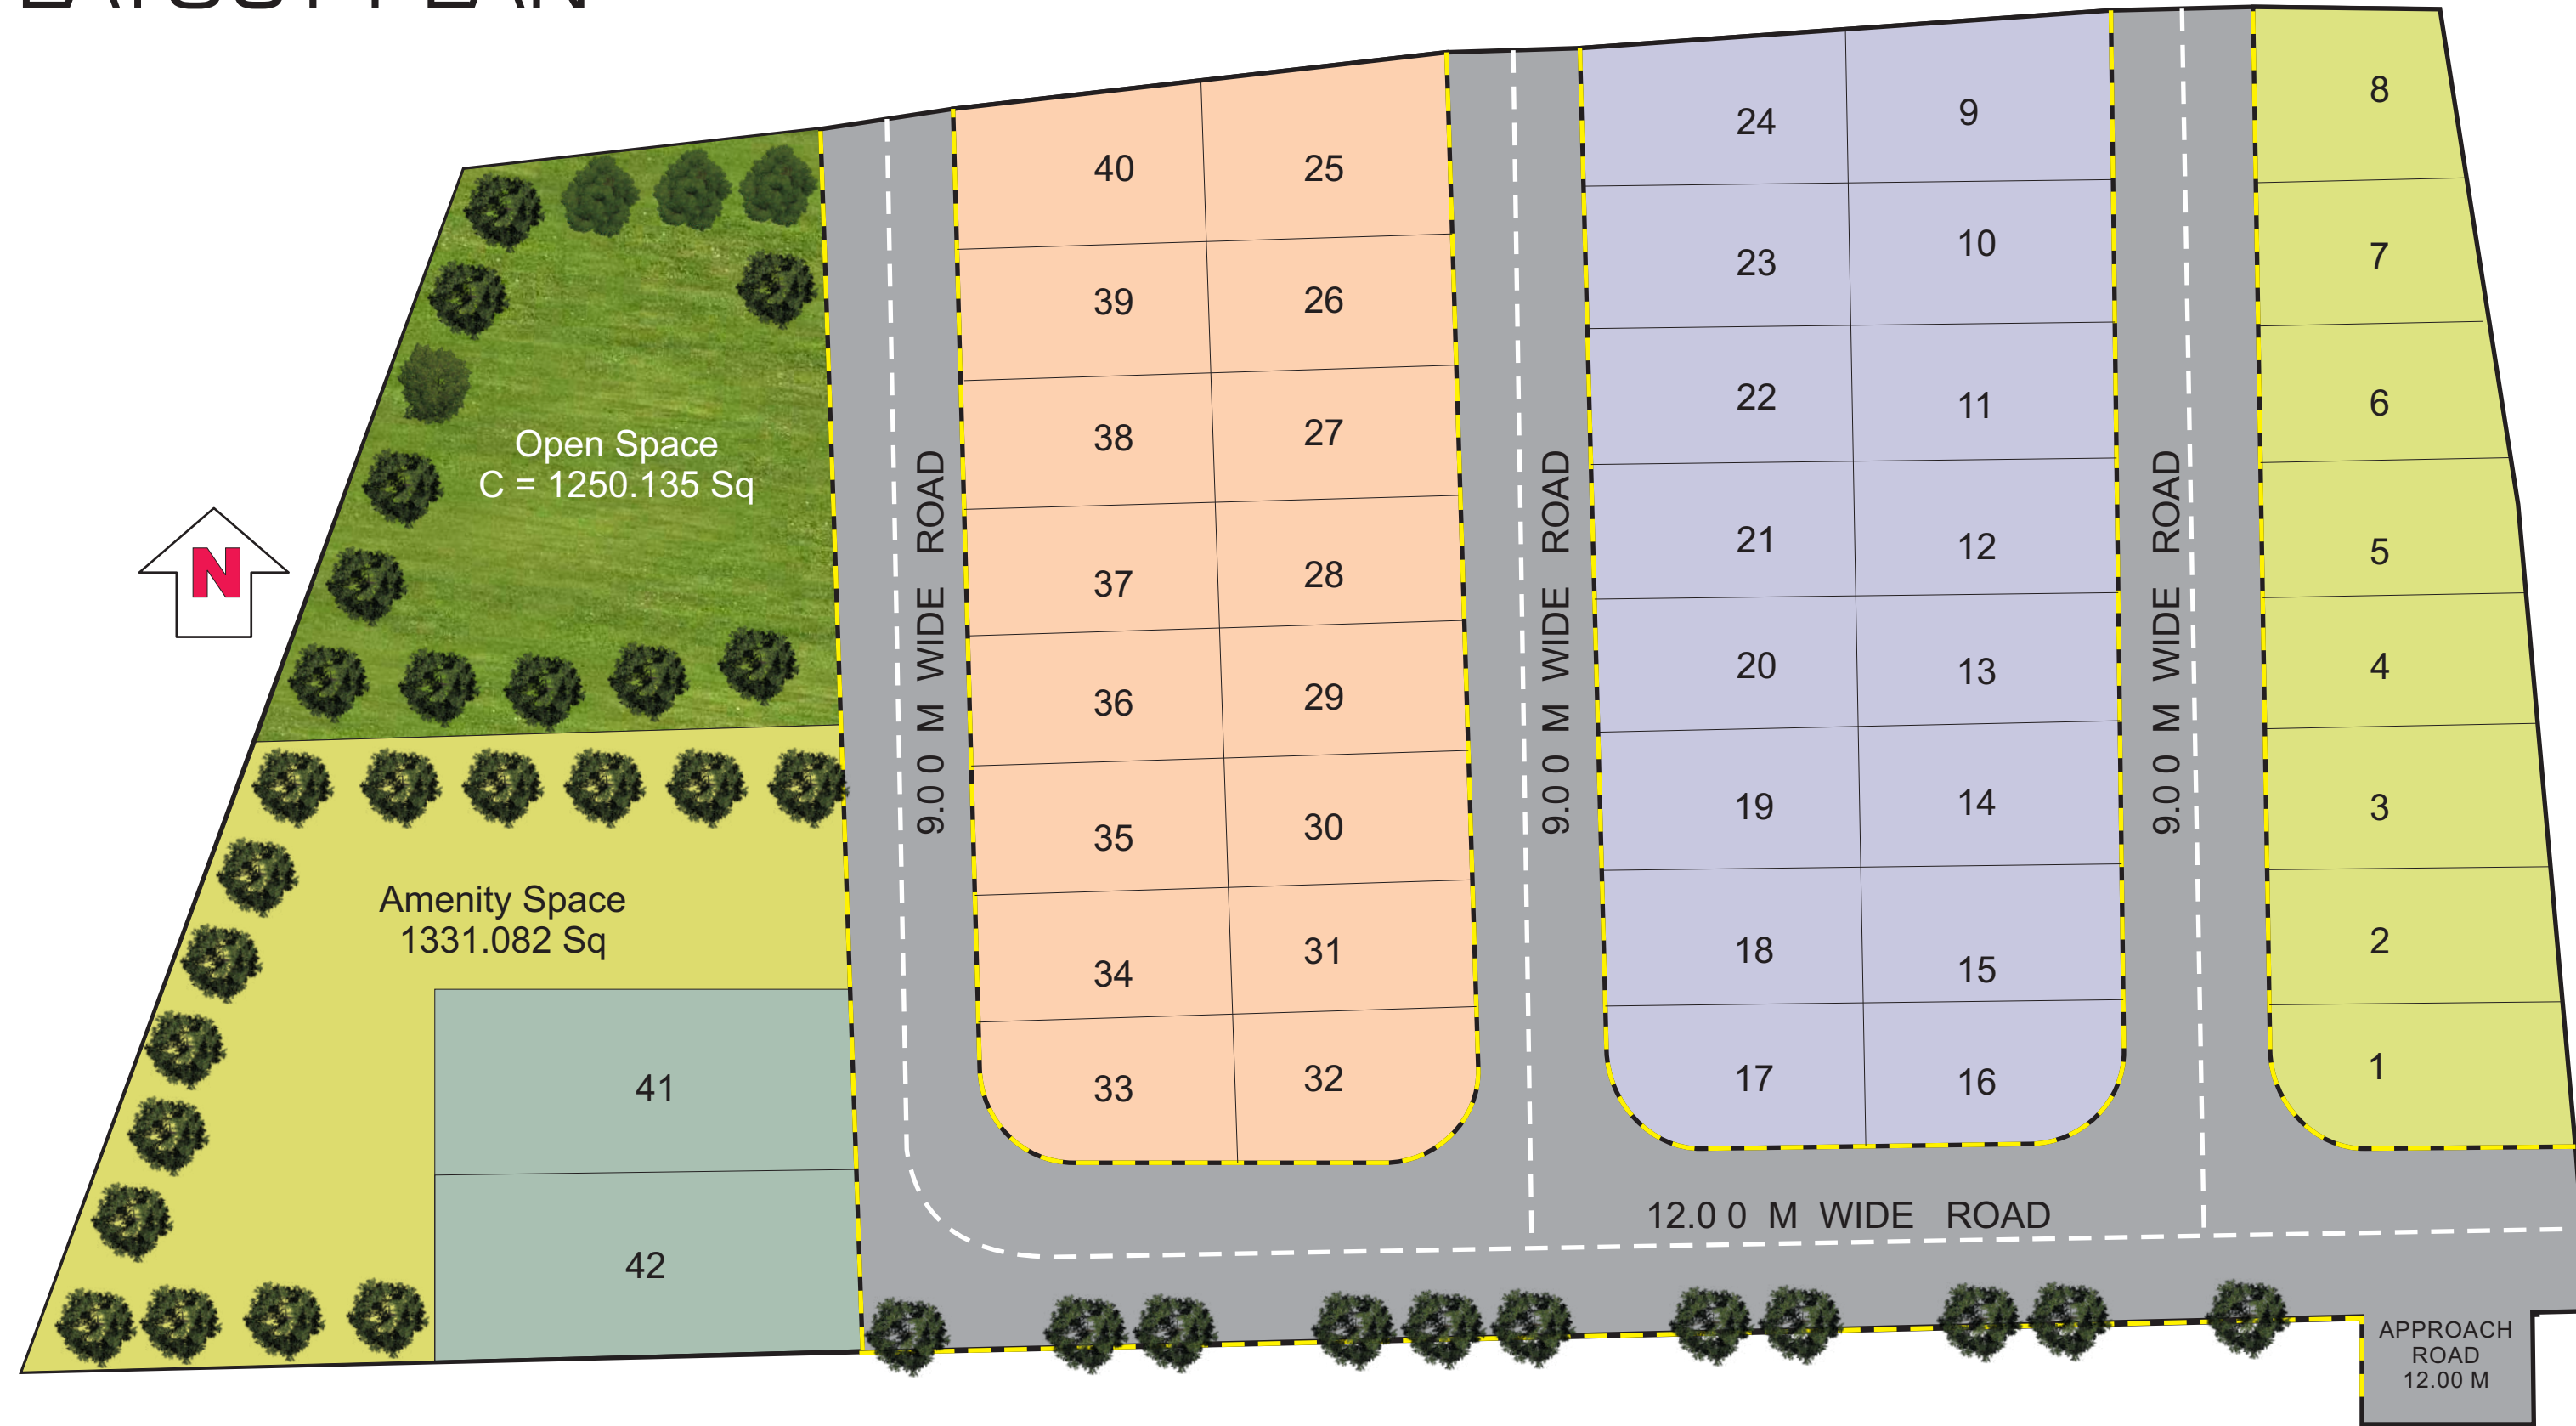 LAYOUT PLAN
8
7
6
5
4
3
2
1
24 9
23 10
22 11
21 12
20 13
19 14
18 15
17 16
40 25
39 26
38 27
37 28
36 29
35 30
34 31
33 32
Open Space
C = 1250.135 Sq
N
Amenity Space
1331.082 Sq
41
42
9.0 0 M WIDE ROAD
9.0 0 M WIDE ROAD
9.0 0 M WIDE ROAD
12.0 0 M WIDE ROAD
APPROACH
ROAD
12.00 M